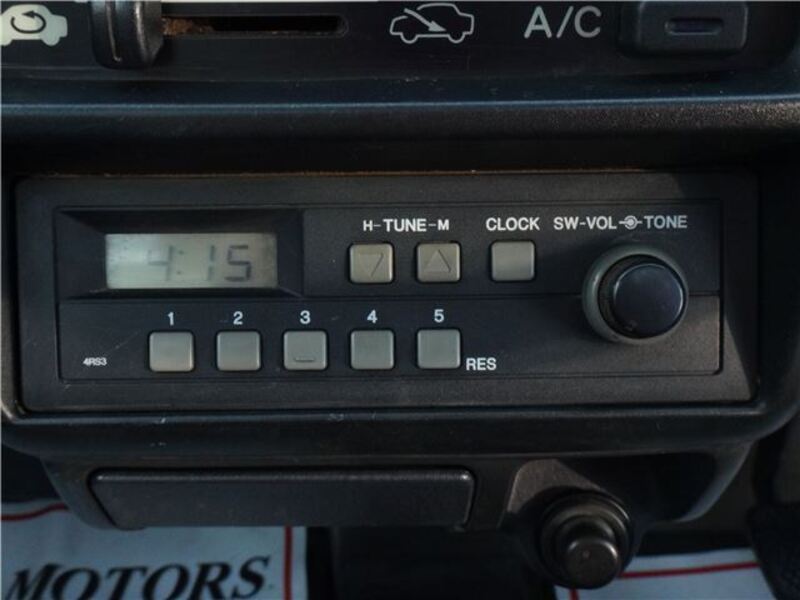 A/C
H-TUNE-M CLOCK SW-VOL TONE
4:15
1 2 3 4 5
4RS3 RES
MOTORS